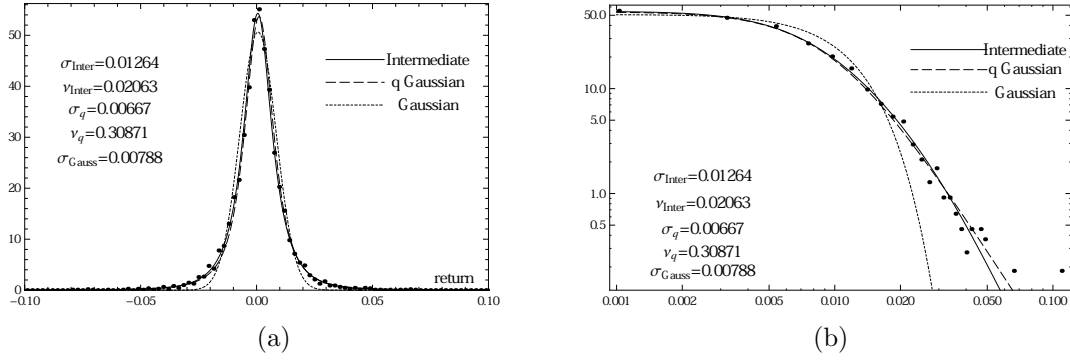 50
40
30
20
10
0
σInter=0.01264
νInter=0.02063
σq=0.00667
νq=0.30871
σGauss=0.00788
Intermediate
q Gaussian
Gaussian
return
−0.10
−0.05
0.00
0.05
0.10
(a)
50.0
10.0
5.0
1.0
0.5
Intermediate
q Gaussian
Gaussian
σInter=0.01264
νInter=0.02063
σq=0.00667
νq=0.30871
σGauss=0.00788
0.001
0.002
0.005
0.010
0.020
0.050
0.100
(b)